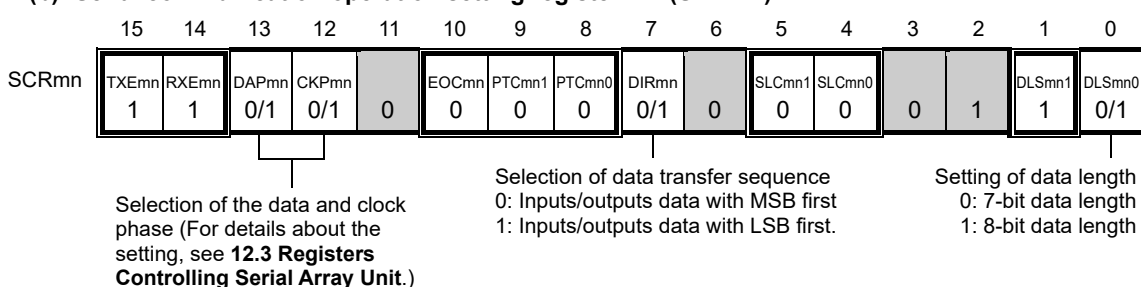 15 14 13 12 11 10 9 8 7 6 5 4 3 2 1 0
SCRmn TXEmn RXEmn DAPmn CKPmn EOCmn PTCmn1 PTCmn0 DIRmn SLCmn1 SLCmn0 DLSmn1 DLSmn0
1 1 0/1 0/1 0 0 0 0 0/1 0 0 0 0 1 1 0/1
Selection of the data and clock
phase (For details about the
setting, see 12.3 Registers
Controlling Serial Array Unit.)
Selection of data transfer sequence
0: Inputs/outputs data with MSB first
1: Inputs/outputs data with LSB first.
Setting of data length
0: 7-bit data length
1: 8-bit data length